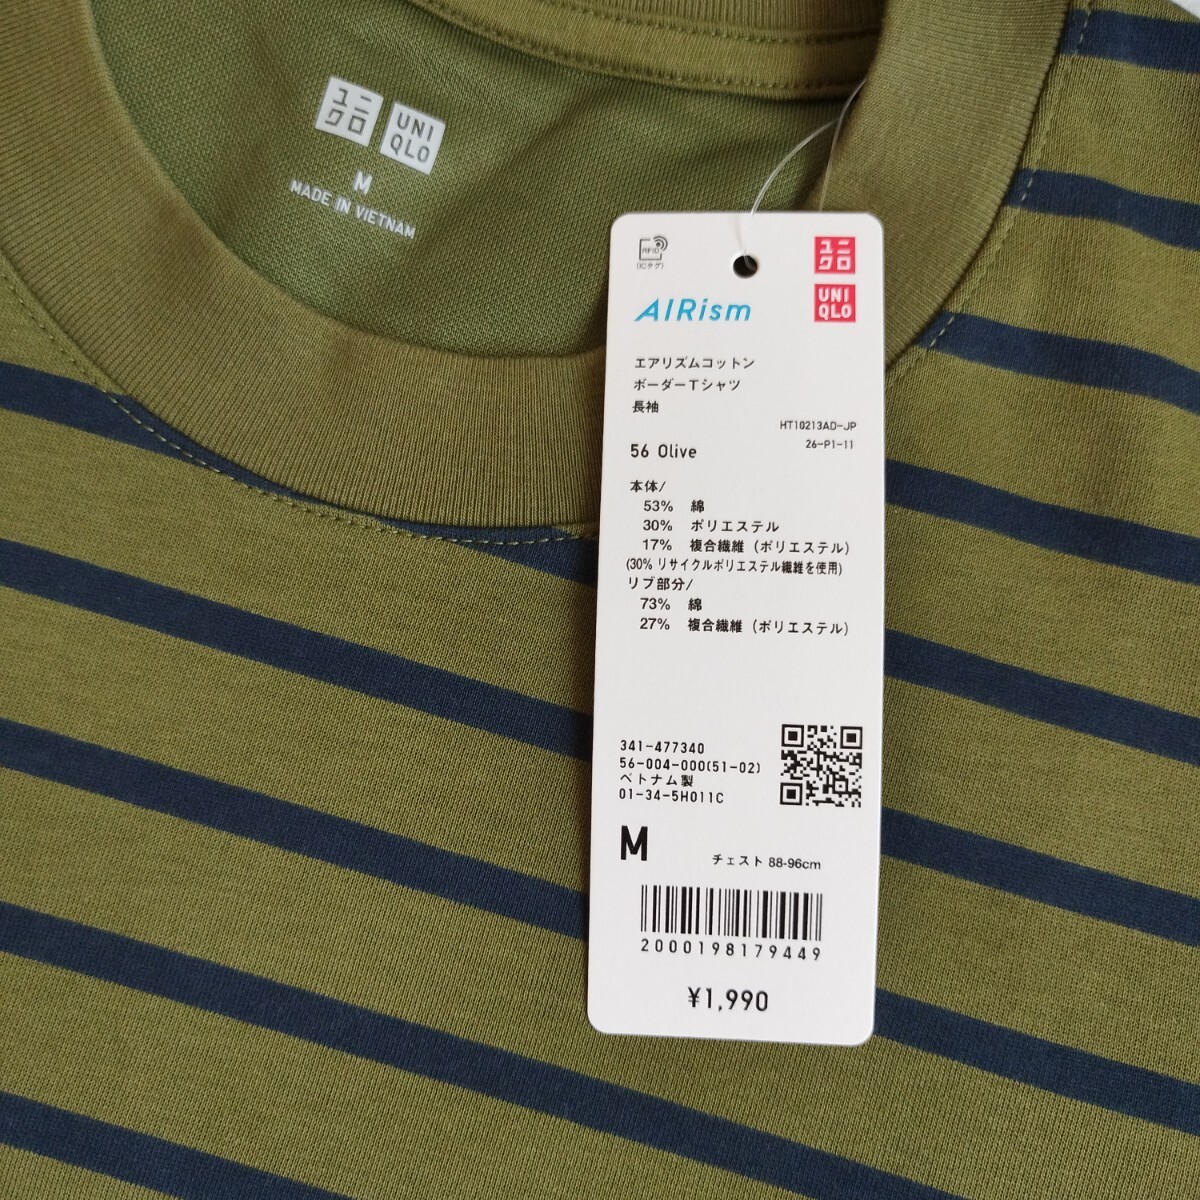 ユニ
クロ
UNI
QLO
M
MADE IN VIETNAM
RFID
(ICタグ)
ユニ
クロ
UNI
QLO
AIRism
エアリズムコットン
ボーダーTシャツ
長袖
HT10213AD-JP
26-P1-11
56 Olive
本体/
53% 綿
30% ポリエステル
17% 複合繊維 (ポリエステル)
(30% リサイクルポリエステル繊維を使用)
リブ部分/
73% 綿
27% 複合繊維 (ポリエステル)
341-477340
56-004-000(51-02)
ベトナム製
01-34-5H011C
M
チェスト 88-96cm
2000198179449
¥1,990